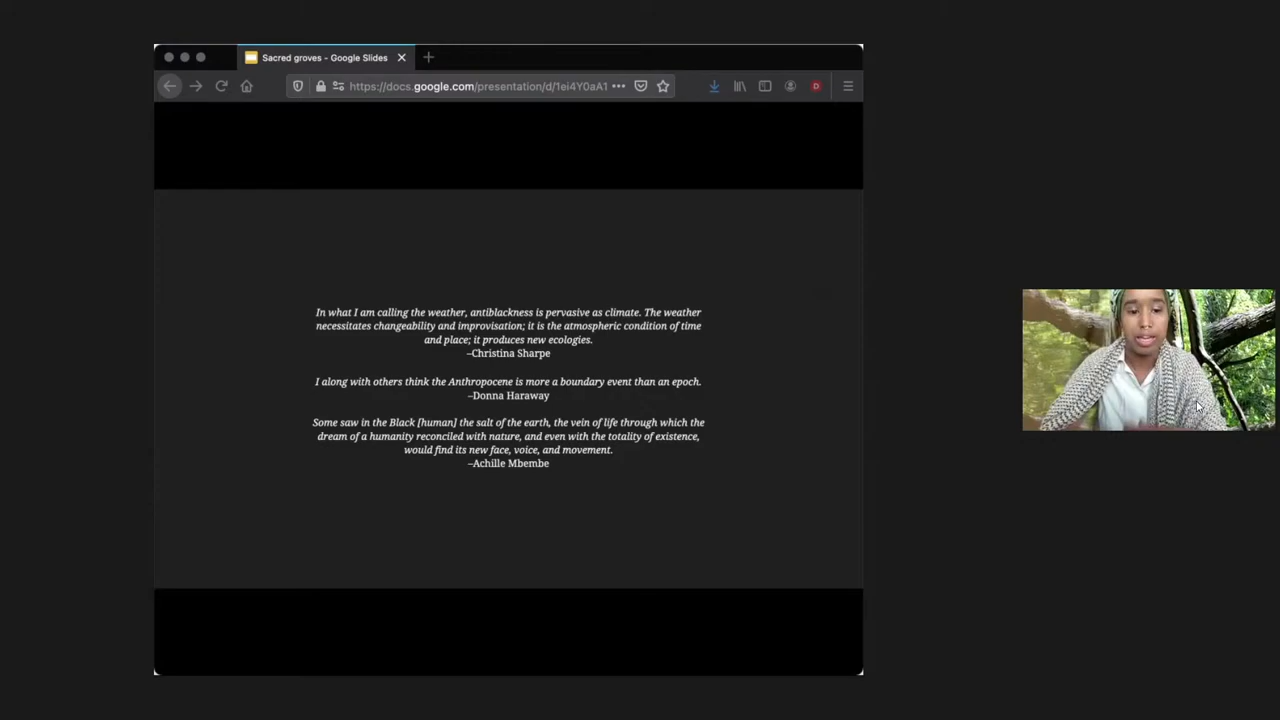 Sacred groves - Google Slides
https://docs.google.com/presentation/d/1ei4Y0aA1
D
In what I am calling the weather, antiblackness is pervasive as climate. The weather
necessitates changeability and improvisation; it is the atmospheric condition of time
and place; it produces new ecologies.
–Christina Sharpe
I along with others think the Anthropocene is more a boundary event than an epoch.
–Donna Haraway
Some saw in the Black [human] the salt of the earth, the vein of life through which the
dream of a humanity reconciled with nature, and even with the totality of existence,
would find its new face, voice, and movement.
–Achille Mbembe